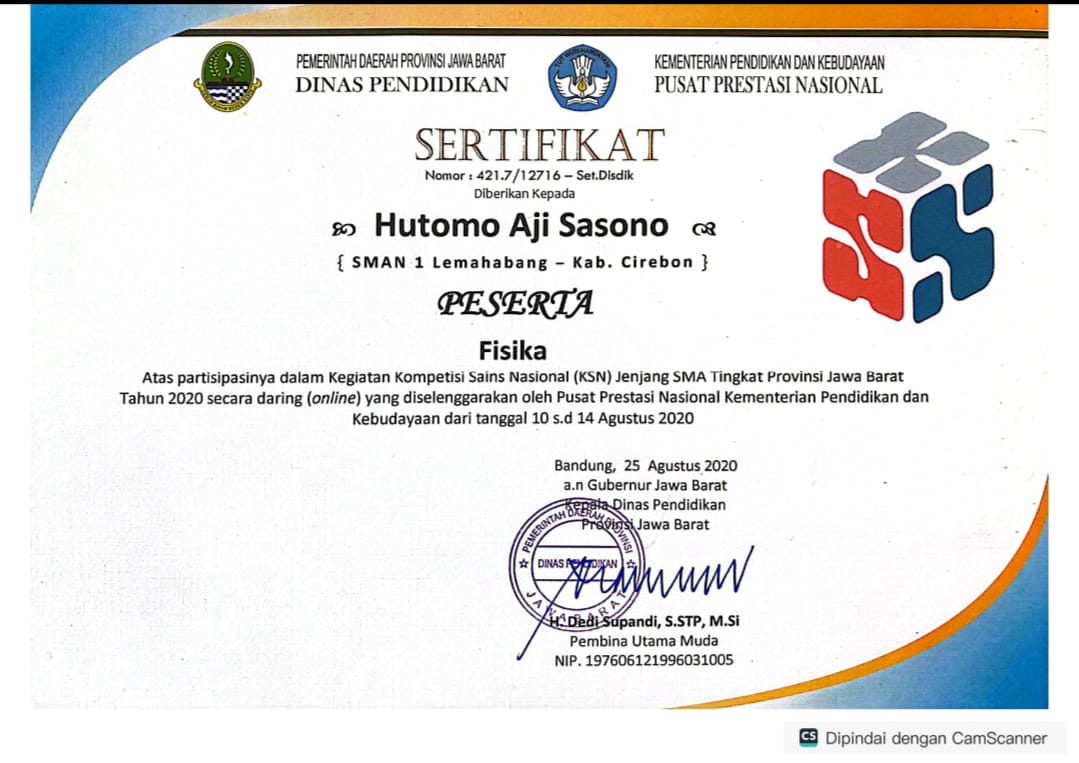 PEMERINTAH DAERAH PROVINSI JAWA BARAT
DINAS PENDIDIKAN
TUT WURI HANDAYANI
KEMENTERIAN PENDIDIKAN DAN KEBUDAYAAN
PUSAT PRESTASI NASIONAL
SERTIFIKAT
Nomor : 421.7/12716 – Set.Disdik
Diberikan Kepada
Hutomo Aji Sasono
{ SMAN 1 Lemahabang – Kab. Cirebon }
PESERTA
Fisika
Atas partisipasinya dalam Kegiatan Kompetisi Sains Nasional (KSN) Jenjang SMA Tingkat Provinsi Jawa Barat
Tahun 2020 secara daring (online) yang diselenggarakan oleh Pusat Prestasi Nasional Kementerian Pendidikan dan
Kebudayaan dari tanggal 10 s.d 14 Agustus 2020
Bandung, 25 Agustus 2020
a.n Gubernur Jawa Barat
Kepala Dinas Pendidikan
Provinsi Jawa Barat
PEMERINTAH DAERAH PROVINSI
DINAS PENDIDIKAN
JAWA BARAT
H. Dedi Supandi, S.STP, M.Si
Pembina Utama Muda
NIP. 197606121996031005
CS Dipindai dengan CamScanner